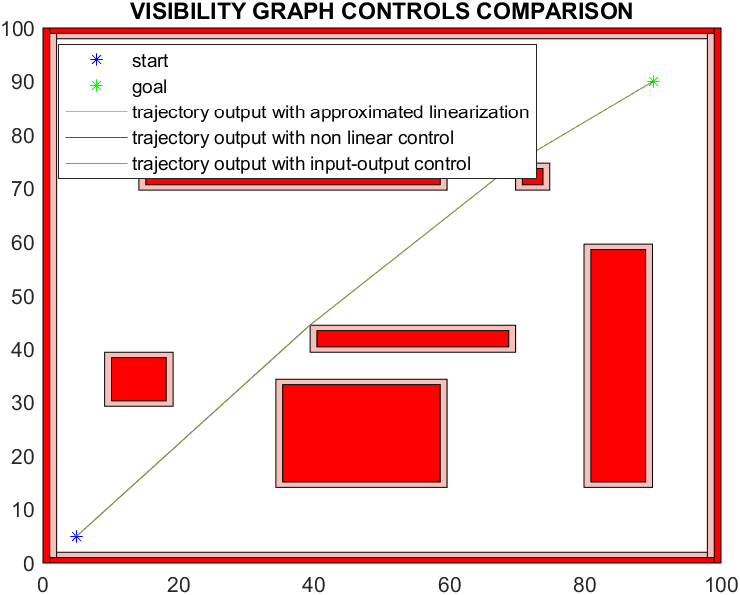 VISIBILITY GRAPH CONTROLS COMPARISON
100
90
80
70
60
50
40
30
20
10
0
start
goal
trajectory output with approximated linearization
trajectory output with non linear control
trajectory output with input-output control
0 20 40 60 80 100